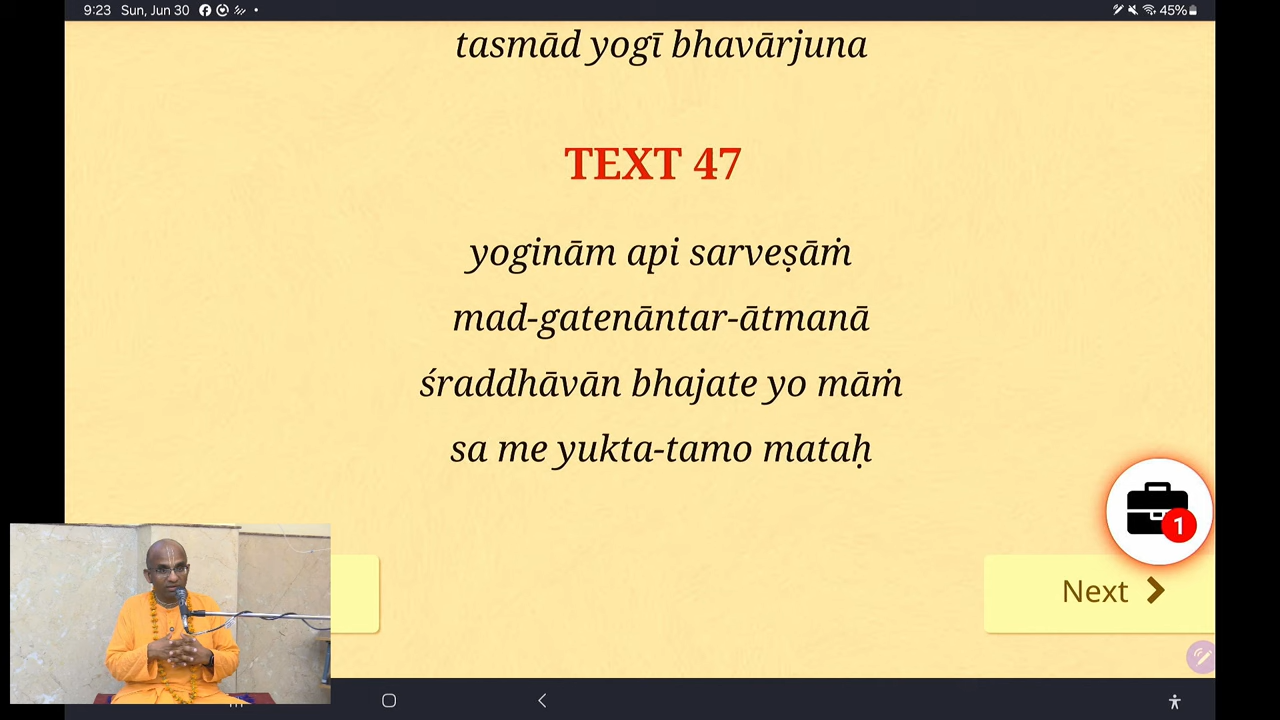 9:23 Sun, Jun 30
45%
tasmād yogī bhavārjuna
TEXT 47
yoginām api sarveṣāṁ
mad-gatenāntar-ātmanā
śraddhāvān bhajate yo māṁ
sa me yukta-tamo mataḥ
1
Next